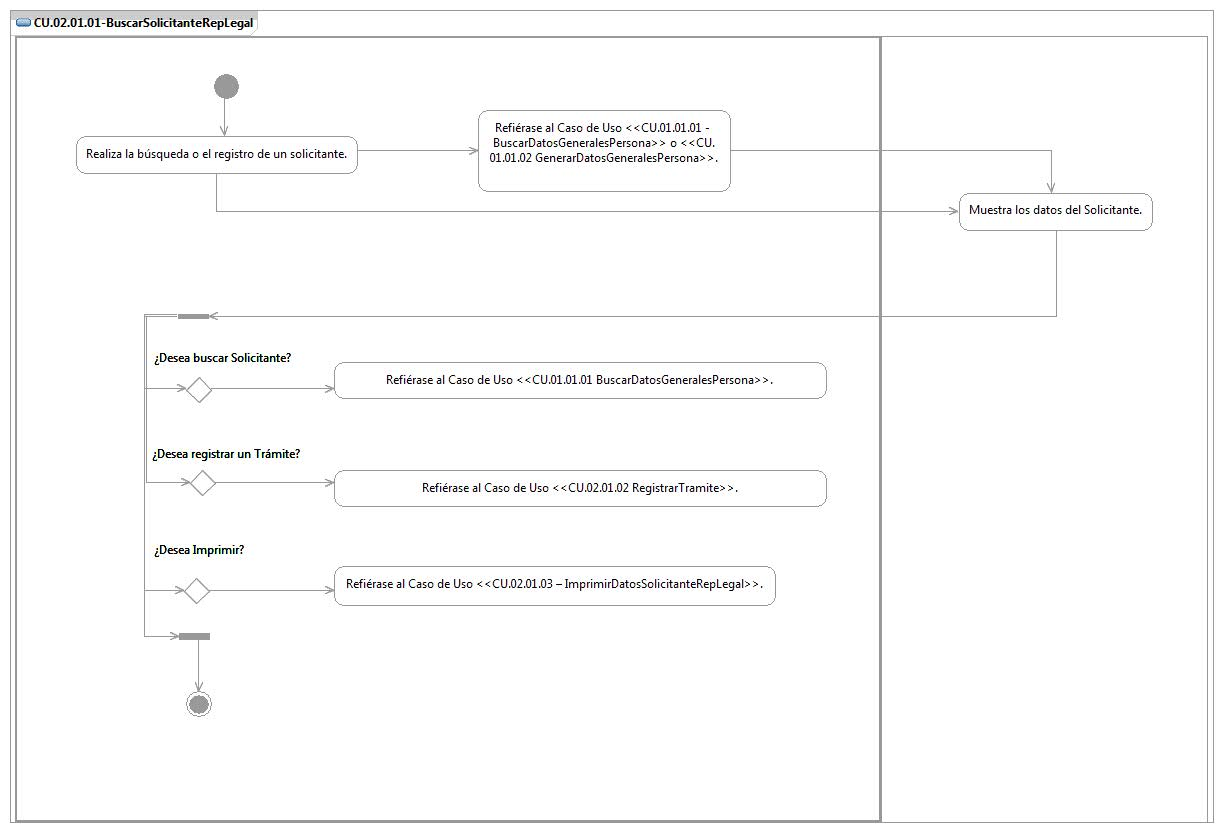 CU.02.01.01-BuscarSolicitanteRepLegal
Realiza la búsqueda o el registro de un solicitante.
Refiérase al Caso de Uso <<CU.01.01.01 -
BuscarDatosGeneralesPersona>> o <<CU.
01.01.02 GenerarDatosGeneralesPersona>>.
Muestra los datos del Solicitante.
¿Desea buscar Solicitante?
Refiérase al Caso de Uso <<CU.01.01.01 BuscarDatosGeneralesPersona>>.
¿Desea registrar un Trámite?
Refiérase al Caso de Uso <<CU.02.01.02 RegistrarTramite>>.
¿Desea Imprimir?
Refiérase al Caso de Uso <<CU.02.01.03 – ImprimirDatosSolicitanteRepLegal>>.